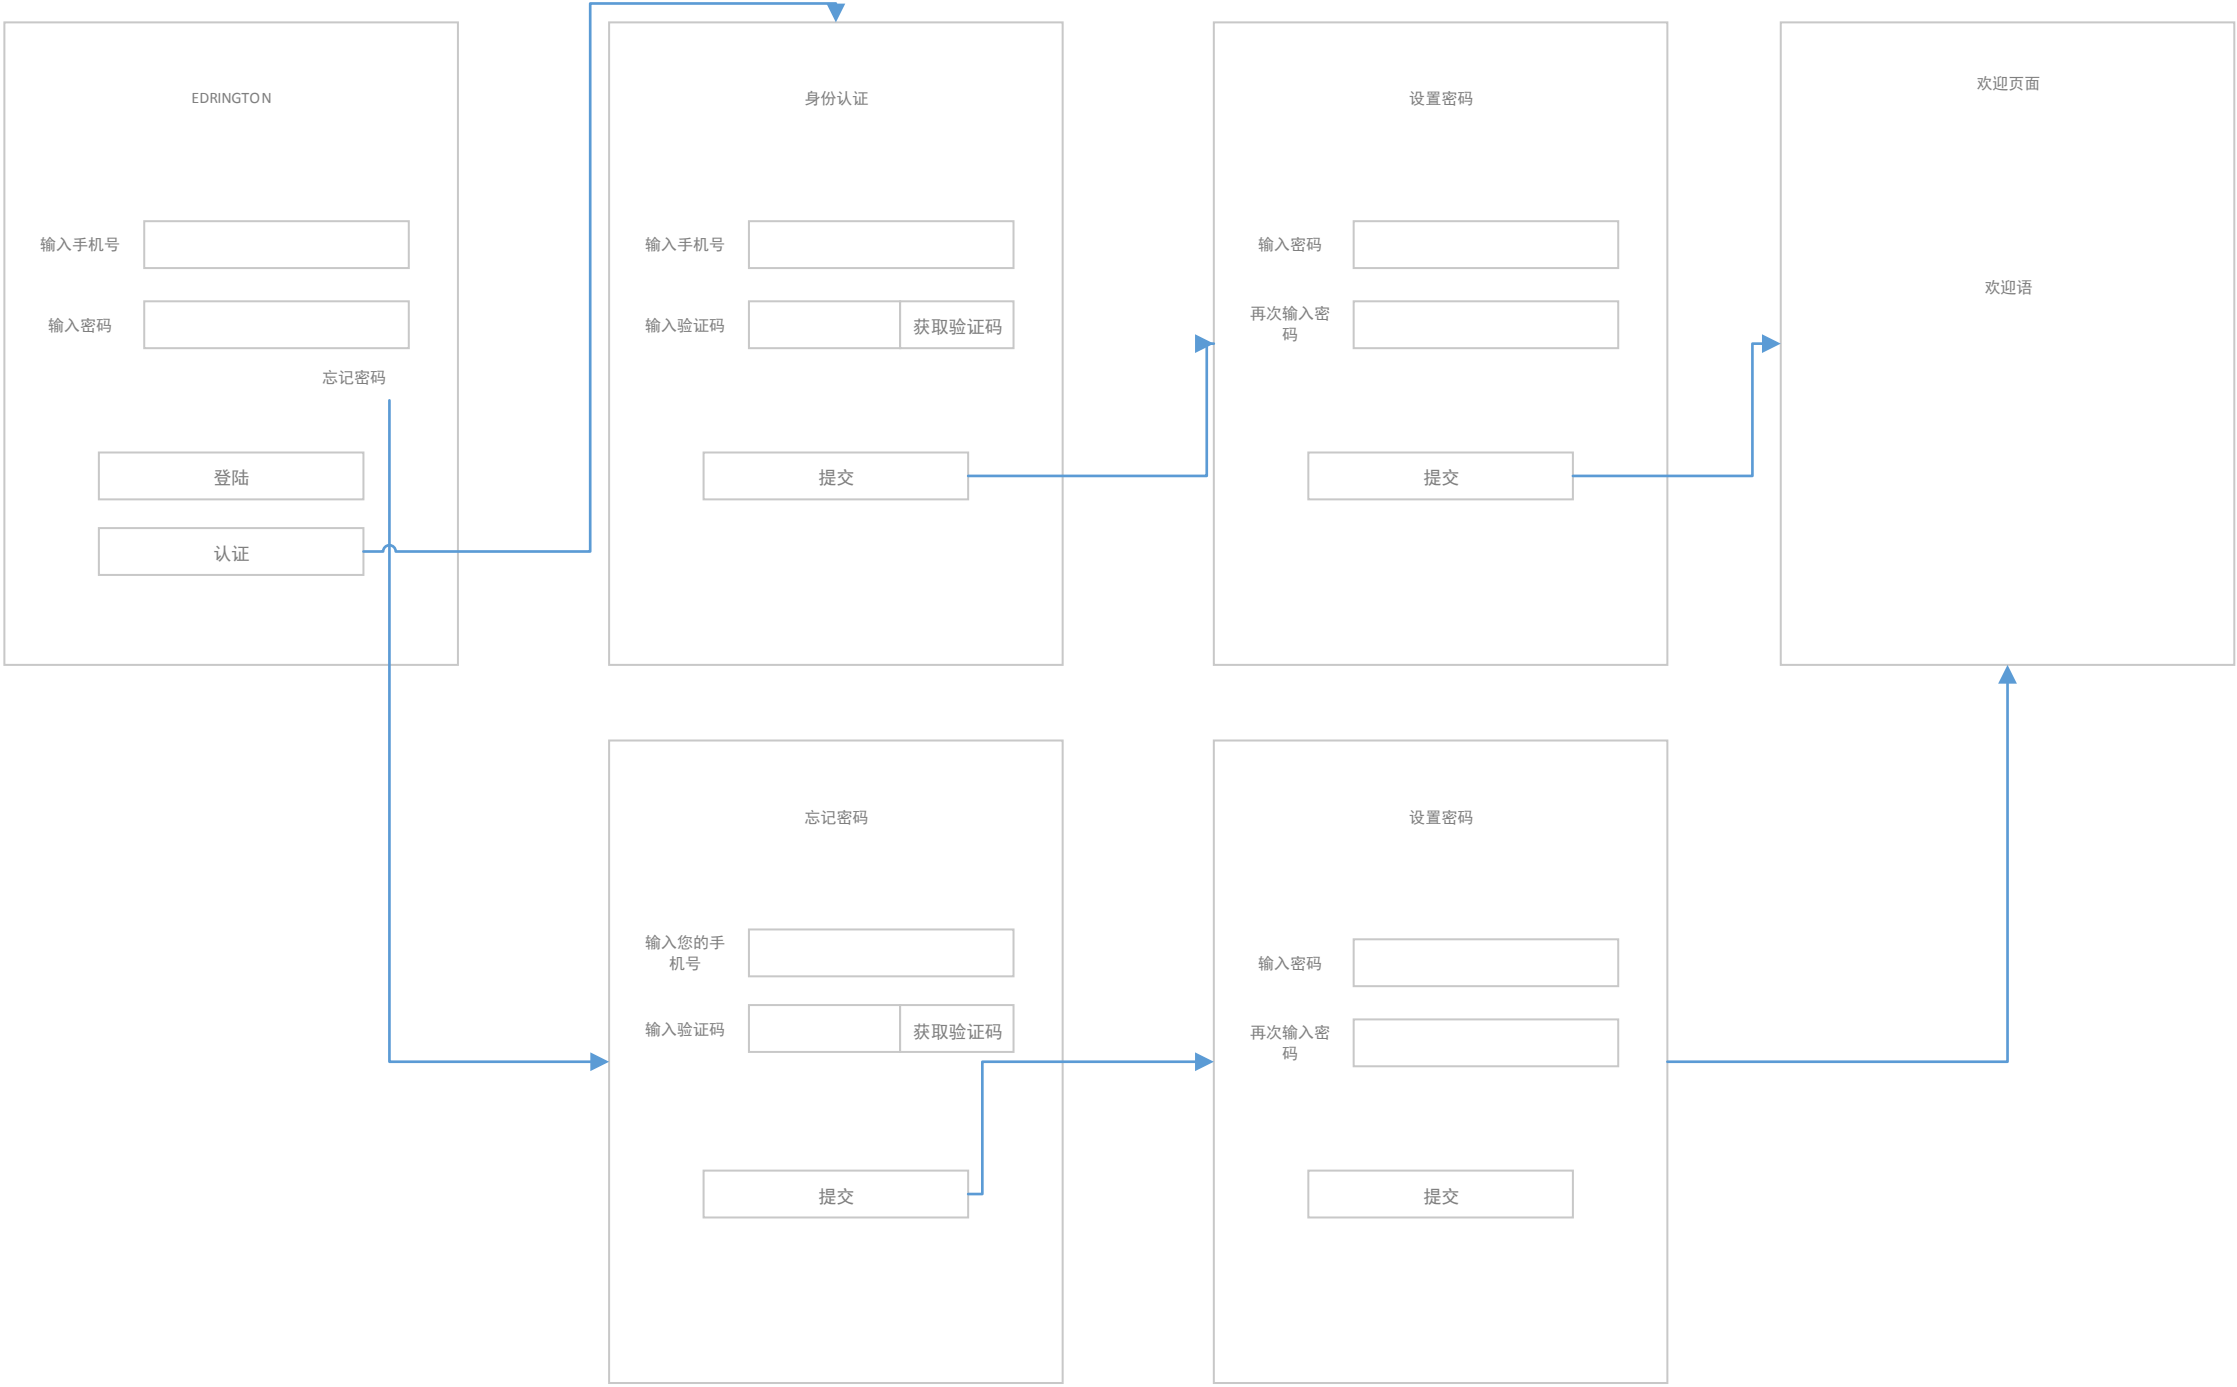 EDRINGTON
输入手机号
输入密码
忘记密码
登陆
认证
身份认证
输入手机号
输入验证码
获取验证码
提交
设置密码
输入密码
再次输入密
码
提交
欢迎页面
欢迎语
忘记密码
输入您的手
机号
输入验证码
获取验证码
提交
设置密码
输入密码
再次输入密
码
提交